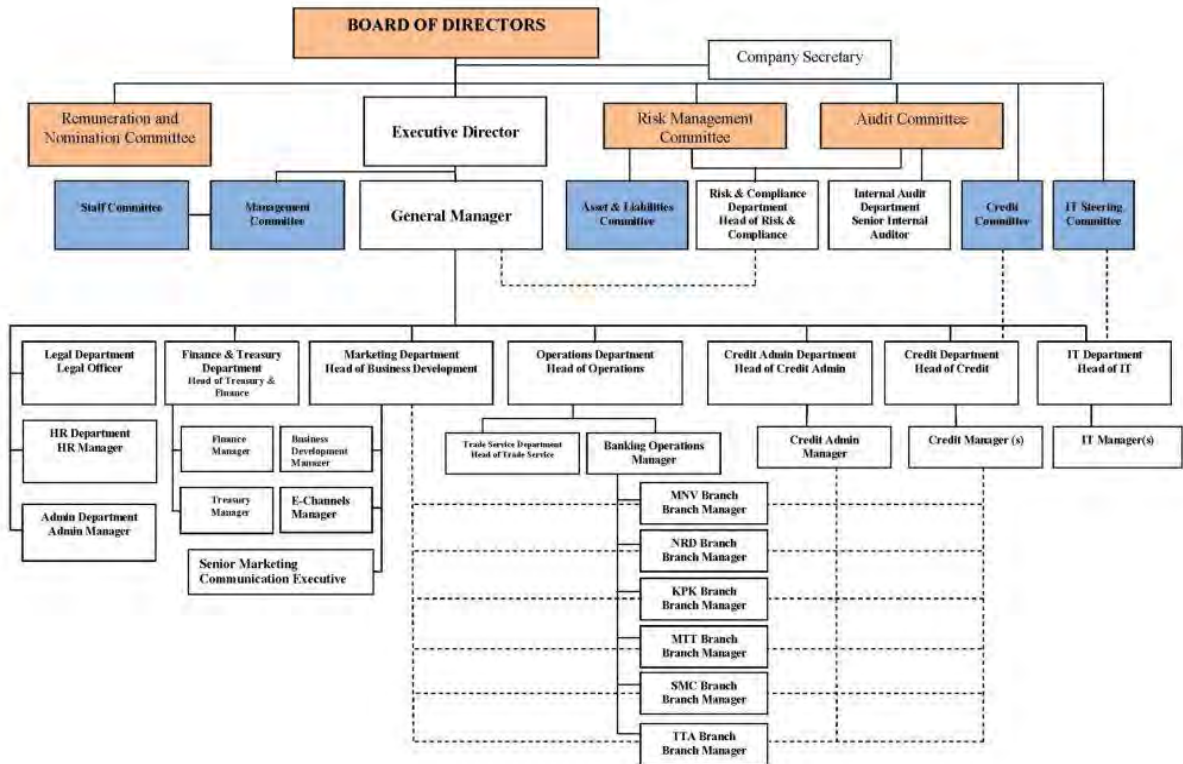 BOARD OF DIRECTORS
Company Secretary
Remuneration and
Nomination Committee
Executive Director
Risk Management
Committee
Audit Committee
Staff Committee
Management
Committee
General Manager
Asset & Liabilities
Committee
Risk & Compliance
Department
Head of Risk &
Compliance
Internal Audit
Department
Senior Internal
Auditor
Credit
Committee
IT Steering
Committee
Legal Department
Legal Officer
Finance & Treasury
Department
Head of Treasury &
Finance
Marketing Department
Head of Business Development
Operations Department
Head of Operations
Credit Admin Department
Head of Credit Admin
Credit Department
Head of Credit
IT Department
Head of IT
HR Department
HR Manager
Finance
Manager
Business
Development
Manager
Trade Service Department
Head of Trade Service
Banking Operations
Manager
Credit Admin
Manager
Credit Manager (s)
IT Manager(s)
Admin Department
Admin Manager
Treasury
Manager
E-Channels
Manager
Senior Marketing
Communication Executive
MNV Branch
Branch Manager
NRD Branch
Branch Manager
KPK Branch
Branch Manager
MTT Branch
Branch Manager
SMC Branch
Branch Manager
TTA Branch
Branch Manager